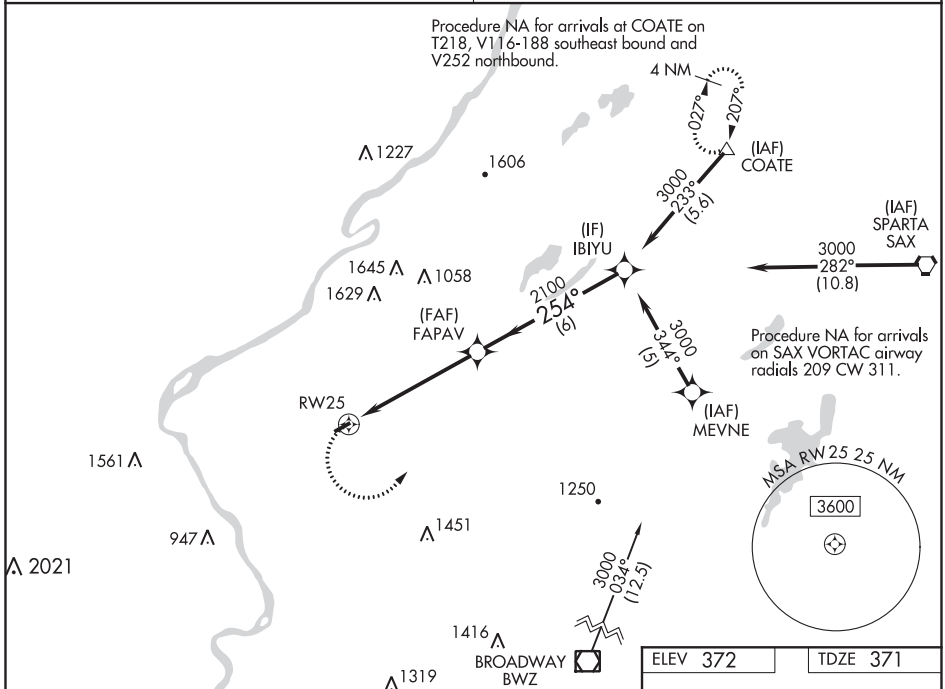 Procedure NA for arrivals at COATE on
T218, V116-188 southeast bound and
V252 northbound.
4 NM
027°
207°
(IAF)
COATE
1227
1606
3000
233°
(5.6)
(IAF)
SPARTA
SAX
(IF)
IBIYU
3000
282°
(10.8)
1645
1058
1629
2100
254°
(6)
(FAF)
FAPAV
3000
344°
(5)
Procedure NA for arrivals
on SAX VORTAC airway
radials 209 CW 311.
RW25
(IAF)
MEVNE
1561
MSA RW25 25 NM
3600
1250
1451
947
2021
3000
034°
(12.5)
1416
BROADWAY
BWZ
1319
ELEV 372
TDZE 371